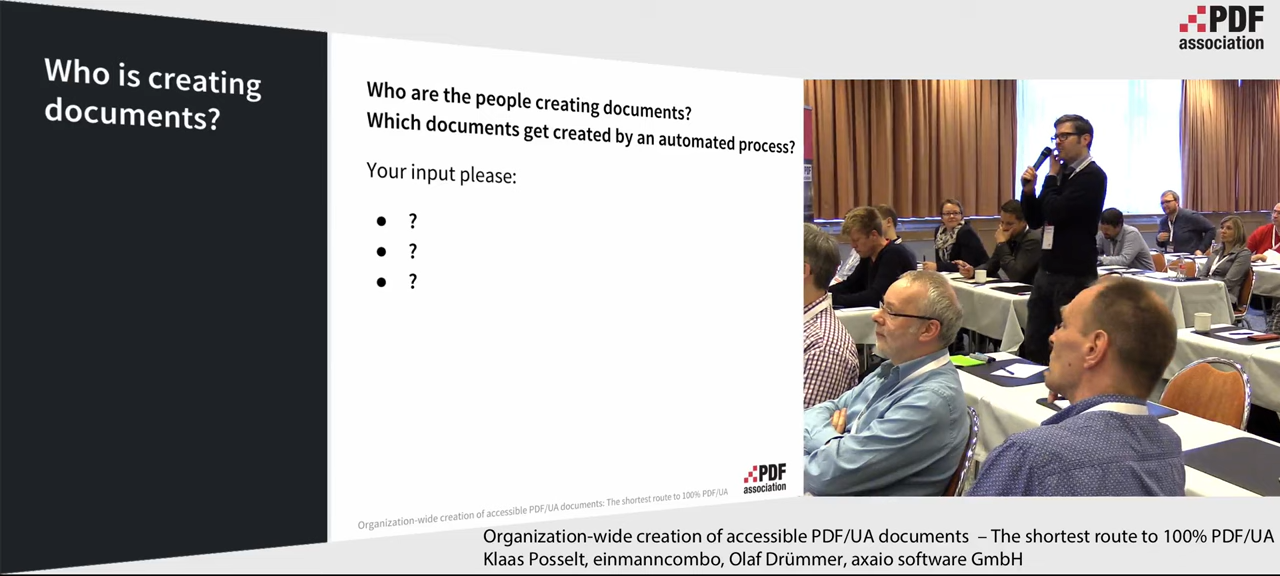 PDF
association
Who is creating
documents?
Who are the people creating documents?
Which documents get created by an automated process?
Your input please:
● ?
● ?
● ?
PDF
association
Organization-wide creation of accessible PDF/UA documents: The shortest route to 100% PDF/UA
Organization-wide creation of accessible PDF/UA documents – The shortest route to 100% PDF/UA
Klaas Posselt, einmanncombo, Olaf Drümmer, axaio software GmbH